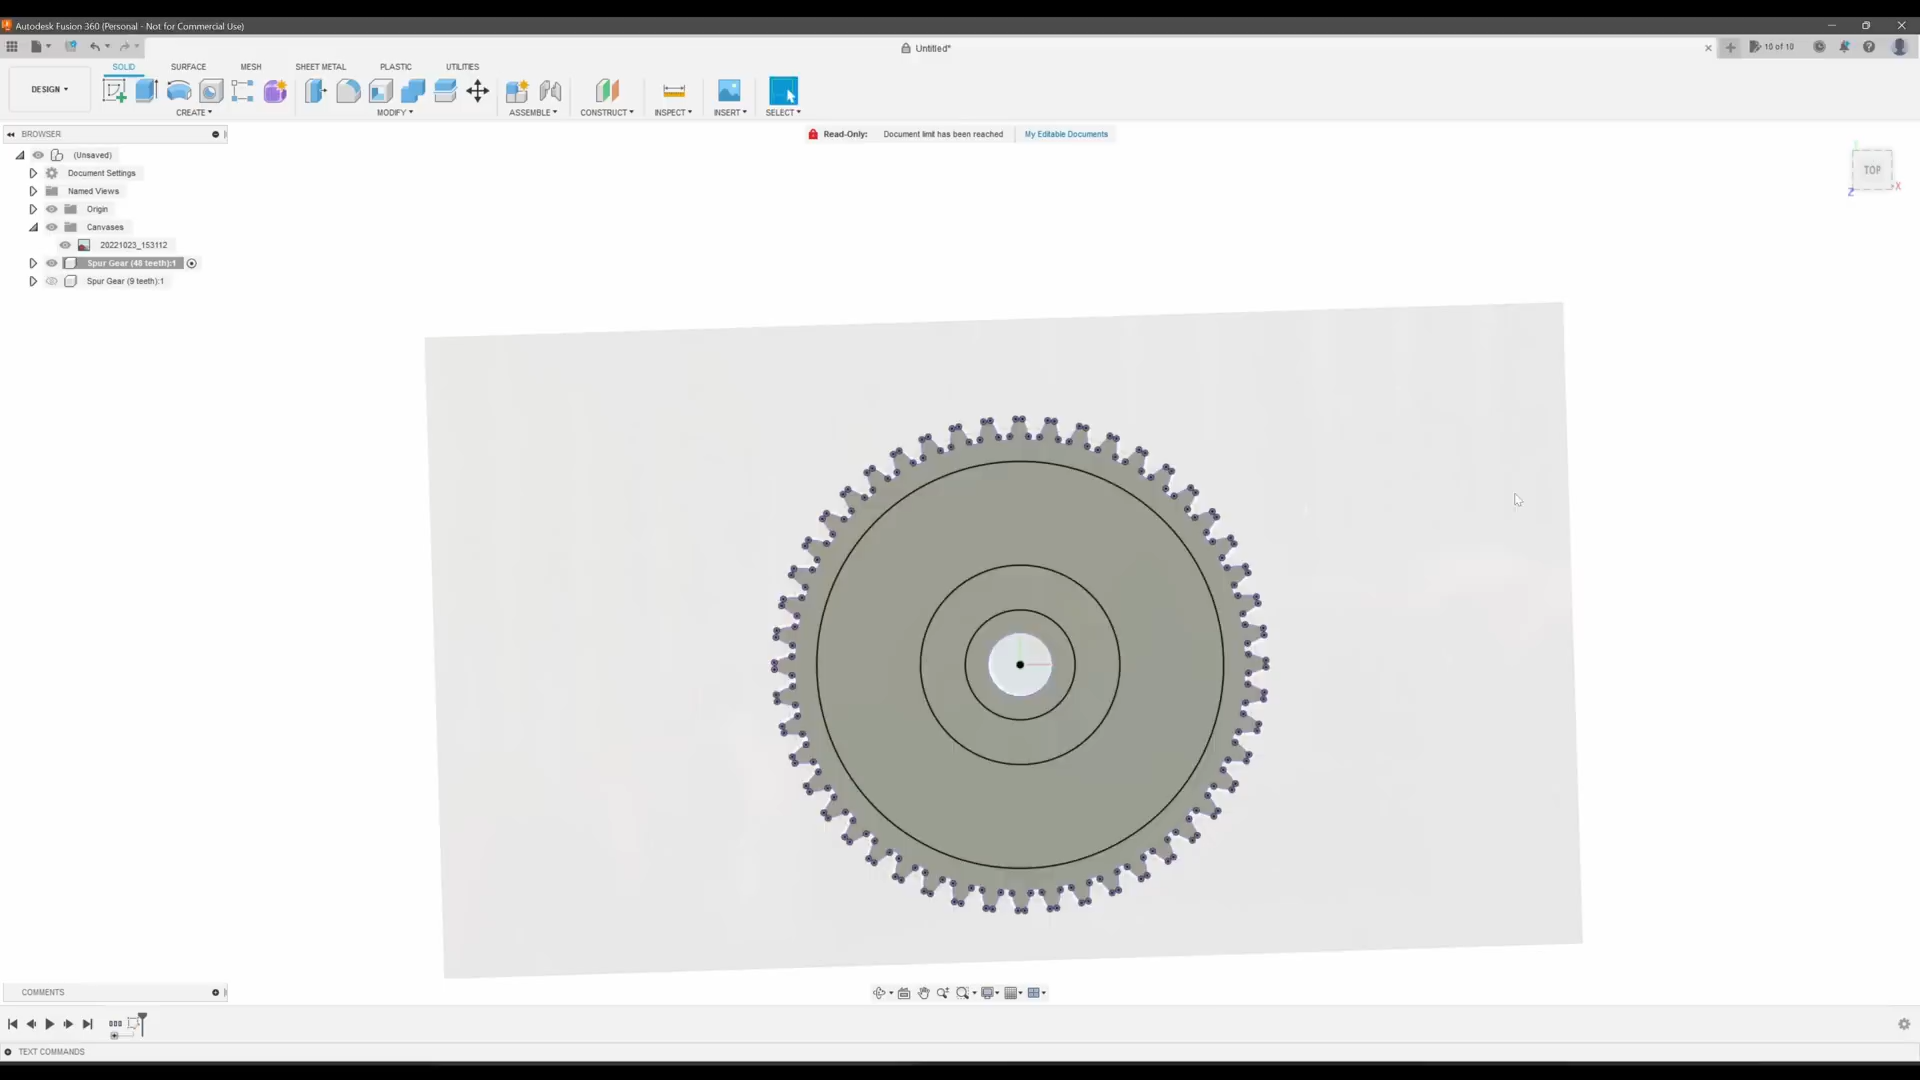 Autodesk Fusion 360 (Personal - Not for Commercial Use)
Untitled*
10 of 10
SOLID SURFACE MESH SHEET METAL PLASTIC UTILITIES
DESIGN
CREATE MODIFY ASSEMBLE CONSTRUCT INSPECT INSERT SELECT
BROWSER
Read-Only: Document limit has been reached My Editable Documents
(Unsaved)
Document Settings
Named Views
Origin
Canvases
20221023_153112
Spur Gear (48 teeth):1
Spur Gear (9 teeth):1
TOP
Z
X
COMMENTS
TEXT COMMANDS